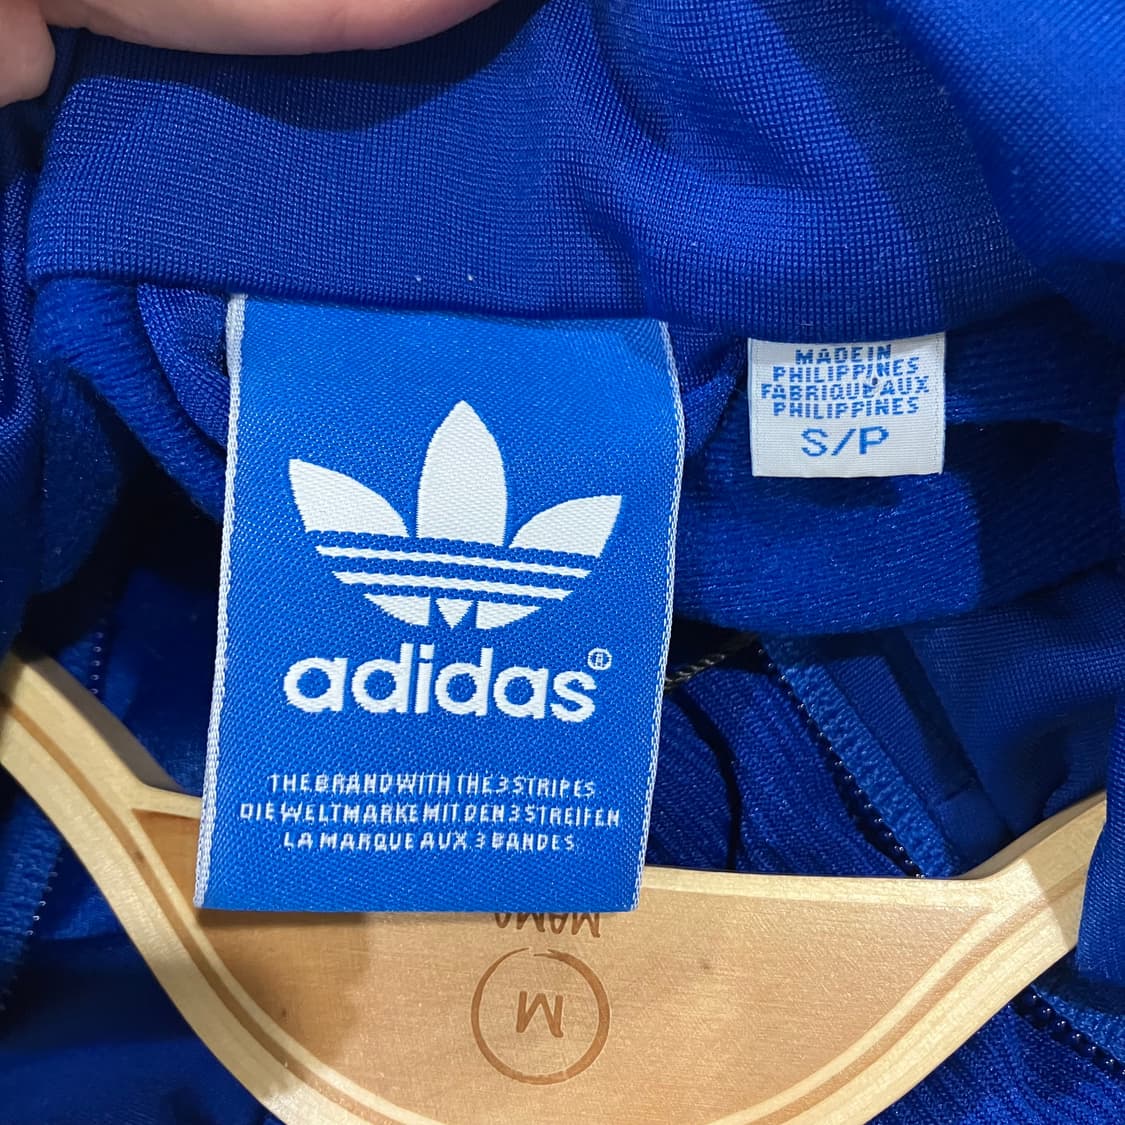 MADE IN
PHILIPPINES
FABRIQUE AUX
PHILIPPINES
S/P
adidas®
THE BRAND WITH THE 3 STRIPES
DIE WELTMARKE MIT DEN 3 STREIFEN
LA MARQUE AUX 3 BANDES
M